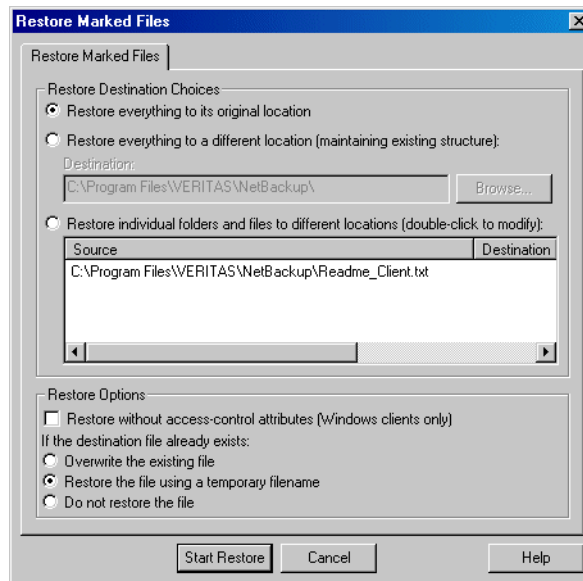 Restore Marked Files
Restore Marked Files
Restore Destination Choices
Restore everything to its original location
Restore everything to a different location (maintaining existing structure):
Destination:
C:\Program Files\VERITAS\NetBackup\
Browse...
Restore individual folders and files to different locations (double-click to modify):
Source Destination
C:\Program Files\VERITAS\NetBackup\Readme_Client.txt
Restore Options
Restore without access-control attributes (Windows clients only)
If the destination file already exists:
Overwrite the existing file
Restore the file using a temporary filename
Do not restore the file
Start Restore Cancel Help